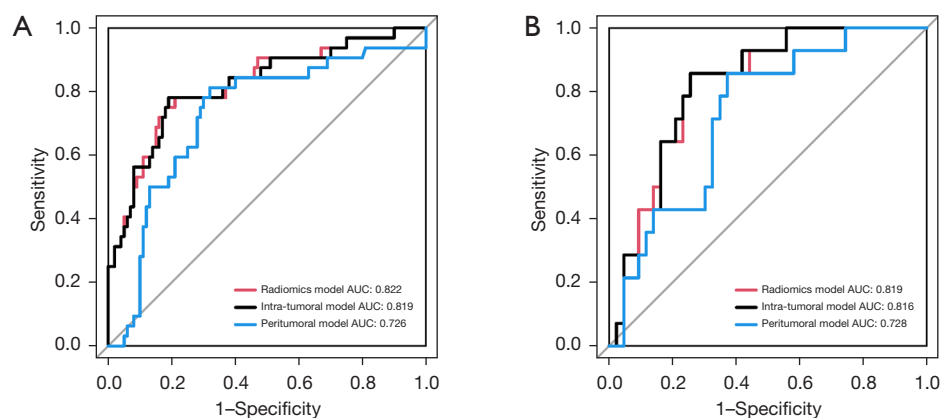 A
1.0
0.8
0.6
0.4
0.2
0.0
Sensitivity
Radiomics model AUC: 0.822
Intra-tumoral model AUC: 0.819
Peritumoral model AUC: 0.726
0.0 0.2 0.4 0.6 0.8 1.0
1–Specificity
B
1.0
0.8
0.6
0.4
0.2
0.0
Sensitivity
Radiomics model AUC: 0.819
Intra-tumoral model AUC: 0.816
Peritumoral model AUC: 0.728
0.0 0.2 0.4 0.6 0.8 1.0
1–Specificity